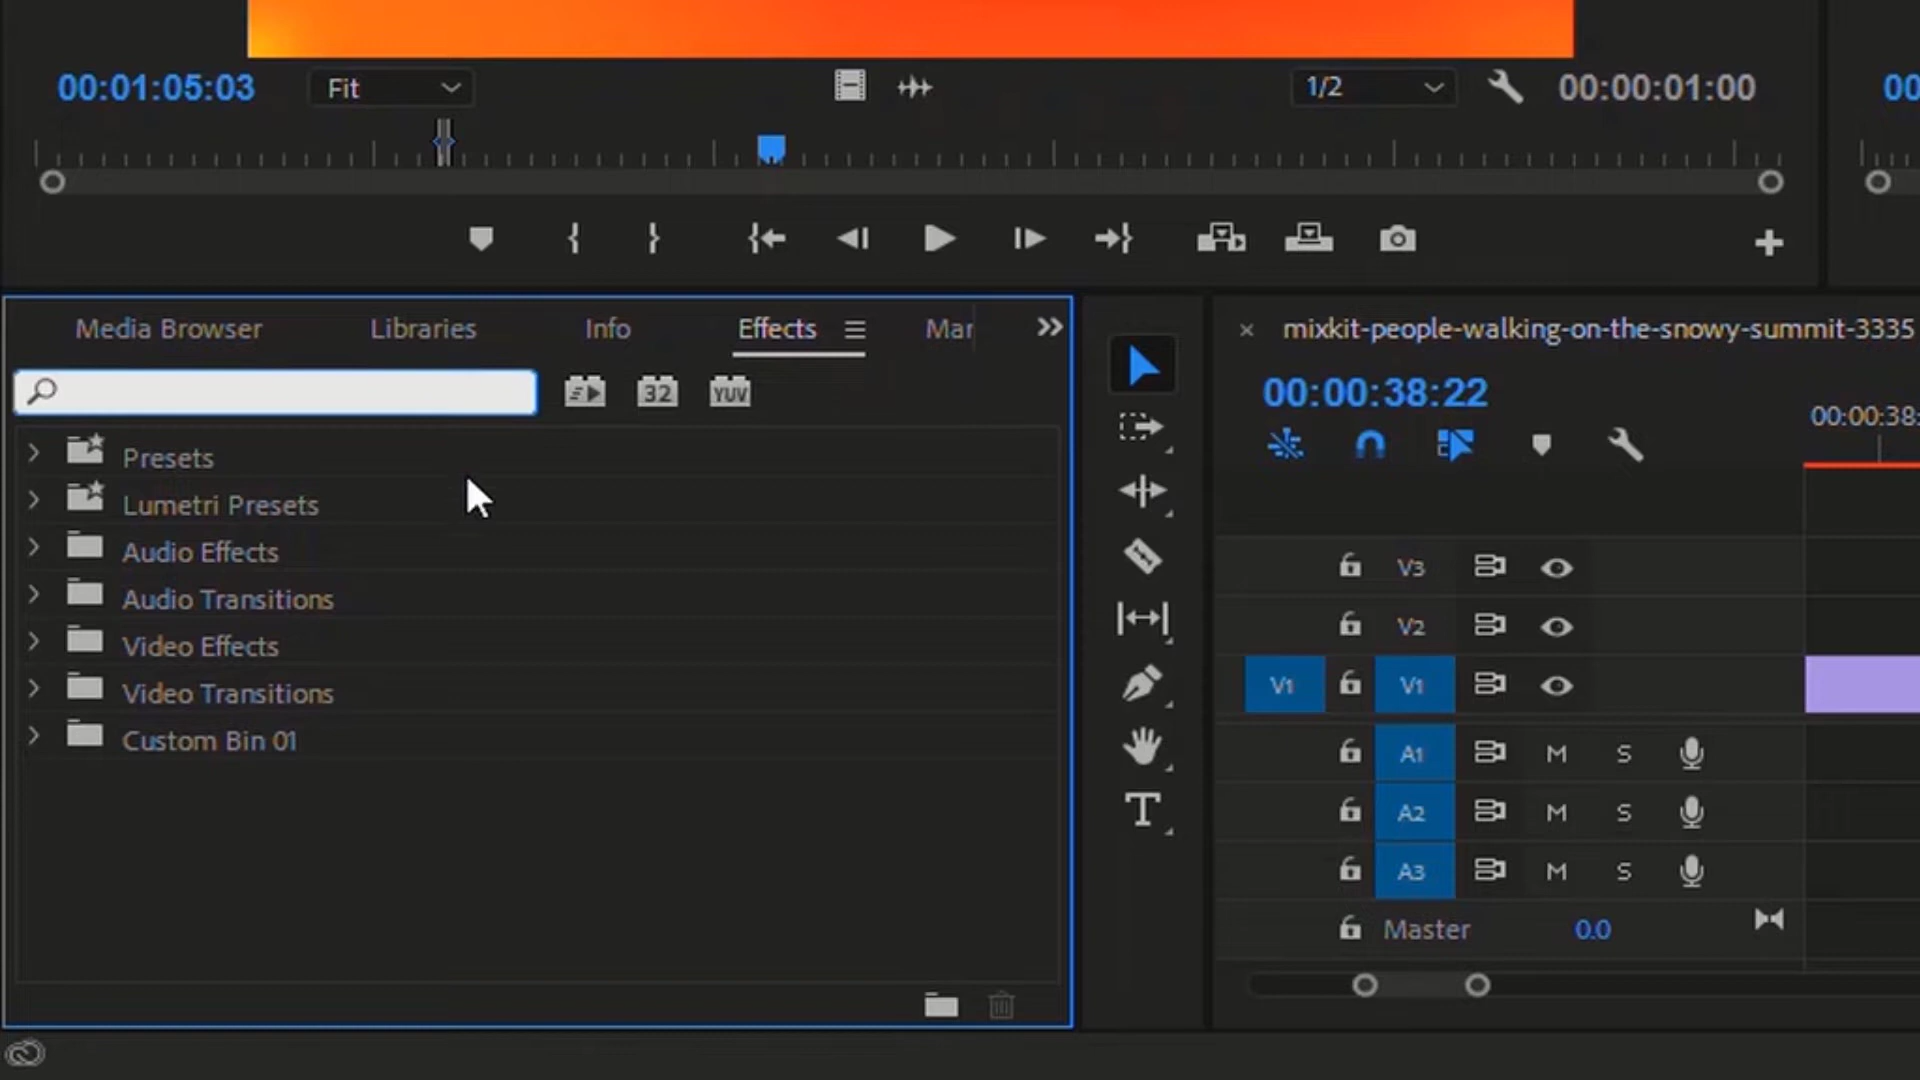 00:01:05:03 Fit 1/2 00:00:01:00 00
Media Browser Libraries Info Effects Mar
mixkit-people-walking-on-the-snowy-summit-3335
32 YUV
00:00:38:22
00:00:38:
Presets
Lumetri Presets
Audio Effects
Audio Transitions
Video Effects
Video Transitions
Custom Bin 01
V3
V2
V1 V1
A1 M S
A2 M S
A3 M S
Master 0.0